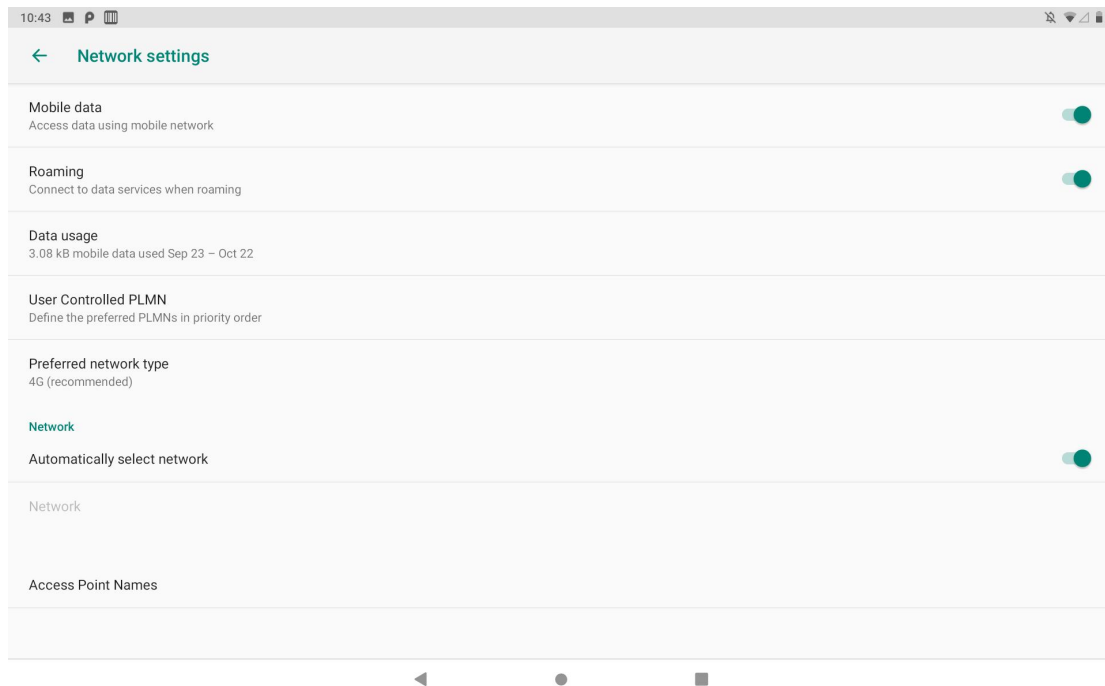 10:43
Network settings
Mobile data
Access data using mobile network
Roaming
Connect to data services when roaming
Data usage
3.08 kB mobile data used Sep 23 – Oct 22
User Controlled PLMN
Define the preferred PLMNs in priority order
Preferred network type
4G (recommended)
Network
Automatically select network
Network
Access Point Names